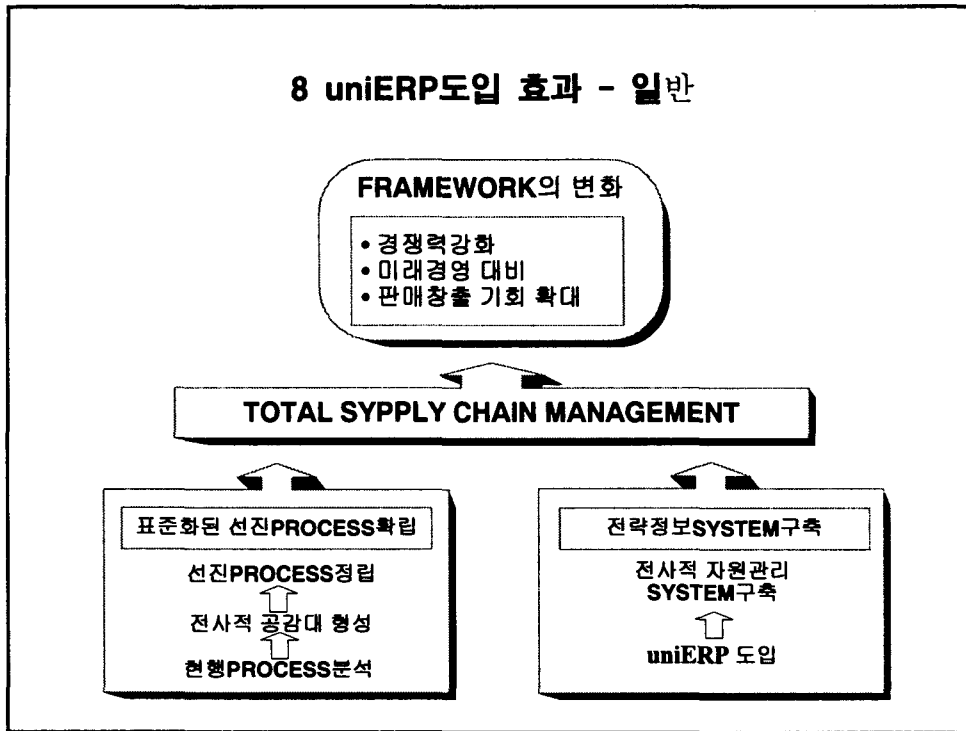 8 uniERP도입 효과 - 일반
FRAMEWORK의 변화
• 경쟁력강화
• 미래경영 대비
• 판매창출 기회 확대
TOTAL SYPPLY CHAIN MANAGEMENT
표준화된 선진PROCESS확립
선진PROCESS정립
전사적 공감대 형성
현행PROCESS분석
전략정보SYSTEM구축
전사적 자원관리
SYSTEM구축
uniERP 도입